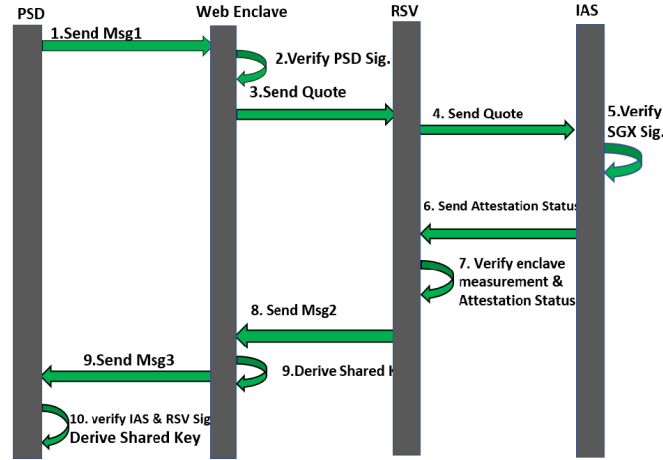 PSD
Web Enclave
RSV
IAS
1.Send Msg1
2.Verify PSD Sig.
3.Send Quote
4. Send Quote
5.Verify
SGX Sig.
6. Send Attestation Status
7. Verify enclave
measurement &
Attestation Status
8. Send Msg2
9.Send Msg3
9.Derive Shared
10. verify IAS & RSV Sig
Derive Shared Key